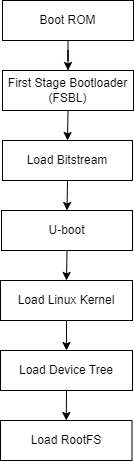 Boot ROM
First Stage Bootloader
(FSBL)
Load Bitstream
U-boot
Load Linux Kernel
Load Device Tree
Load RootFS